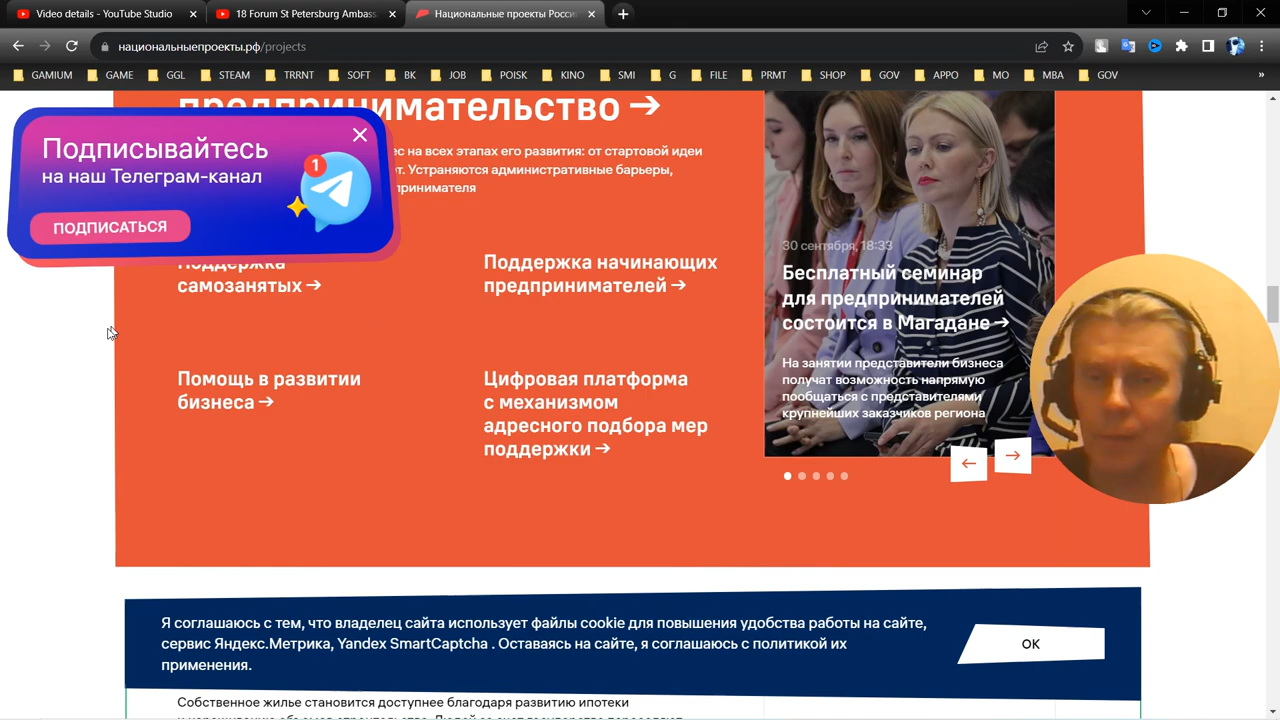 Video details - YouTube Studio
18 Forum St Petersburg Ambass
Национальные проекты Росси
национальныепроекты.рф/projects
GAMIUM
GAME
GGL
STEAM
TRRNT
SOFT
BK
JOB
POISK
KINO
SMI
G
FILE
PRMT
SHOP
GOV
APPO
MO
MBA
GOV
»
предпринимательство →
Подписывайтесь
на наш Телеграм-канал
1
ПОДПИСАТЬСЯ
ес на всех этапах его развития: от стартовой идеи
Устраняются административные барьеры,
Поддержка
самозанятых →
Поддержка начинающих
предпринимателей →
Помощь в развитии
бизнеса →
Цифровая платформа
с механизмом
адресного подбора мер
поддержки →
30 сентября, 18:33
Бесплатный семинар
для предпринимателей
состоится в Магадане →
На занятии представители бизнеса
получат возможность напрямую
пообщаться с представителями
крупнейших заказчиков региона
Я соглашаюсь с тем, что владелец сайта использует файлы cookie для повышения удобства работы на сайте,
сервис Яндекс.Метрика, Yandex SmartCaptcha . Оставаясь на сайте, я соглашаюсь с политикой их
применения.
ОК
Собственное жилье становится доступнее благодаря развитию ипотеки